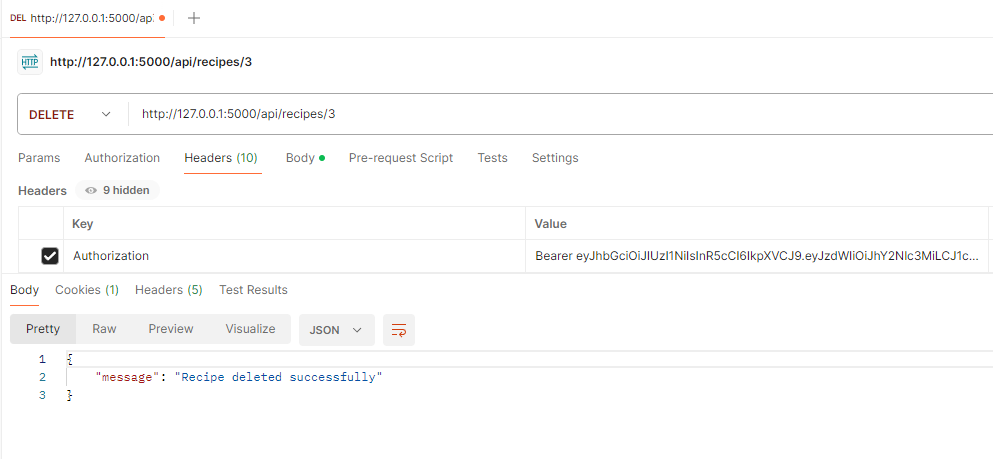 DEL http://127.0.0.1:5000/ap
http://127.0.0.1:5000/api/recipes/3
DELETE http://127.0.0.1:5000/api/recipes/3
Params Authorization Headers (10) Body Pre-request Script Tests Settings
Headers 9 hidden
Key Value
Authorization Bearer eyJhbGciOiJIUzI1NiIsInR5cCI6IkpXVCJ9.eyJzdWIiOiJhY2Nlc3MiLCJ1c...
Body Cookies (1) Headers (5) Test Results
Pretty Raw Preview Visualize JSON
1 {
2 "message": "Recipe deleted successfully"
3 }